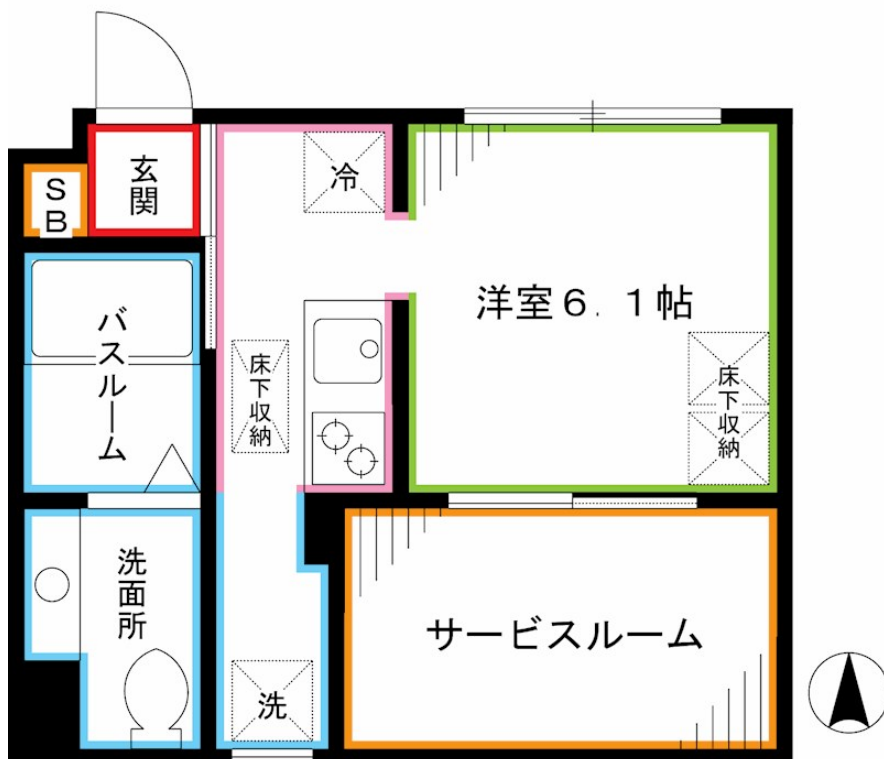 玄関
SB
冷
バスルーム
洋室6.1帖
床下収納
床下収納
洗面所
サービスルーム
洗